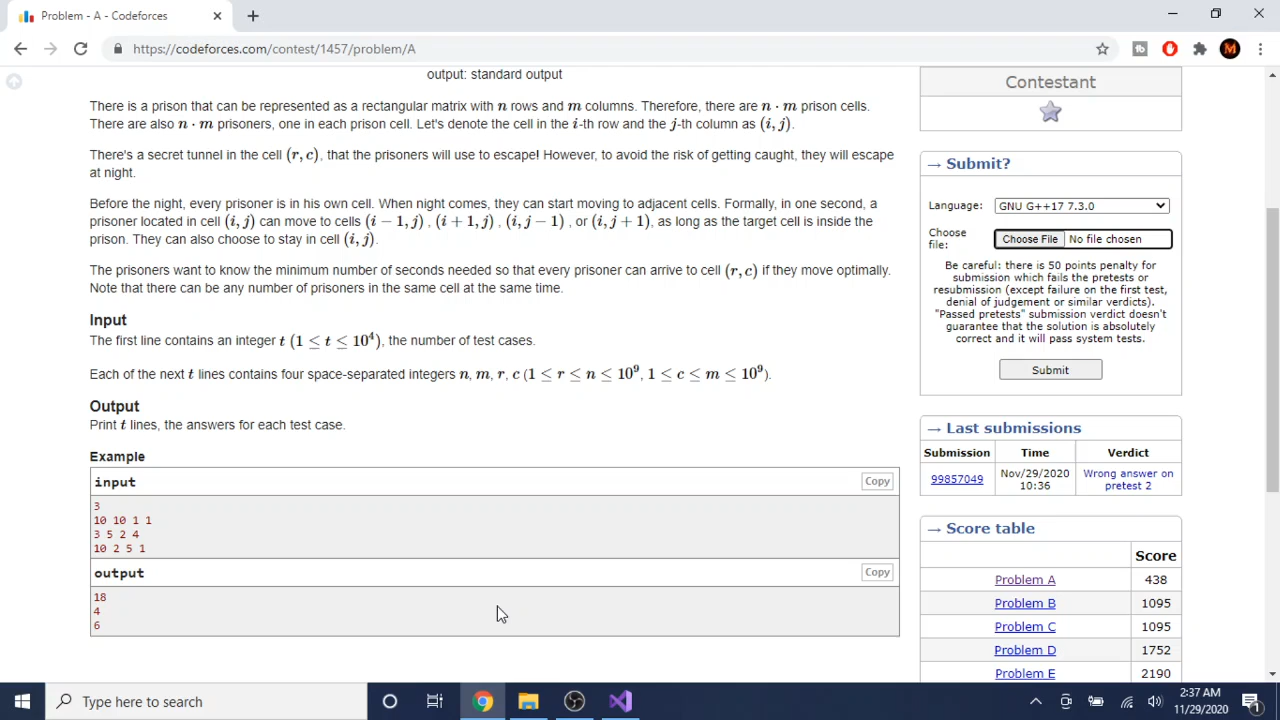 Problem - A - Codeforces
https://codeforces.com/contest/1457/problem/A
M
output: standard output
There is a prison that can be represented as a rectangular matrix with n rows and m columns. Therefore, there are n · m prison cells.
There are also n · m prisoners, one in each prison cell. Let's denote the cell in the i-th row and the j-th column as (i, j).
There's a secret tunnel in the cell (r, c), that the prisoners will use to escape! However, to avoid the risk of getting caught, they will escape
at night.
Before the night, every prisoner is in his own cell. When night comes, they can start moving to adjacent cells. Formally, in one second, a
prisoner located in cell (i, j) can move to cells (i − 1, j) , (i + 1, j) , (i, j − 1) , or (i, j + 1), as long as the target cell is inside the
prison. They can also choose to stay in cell (i, j).
The prisoners want to know the minimum number of seconds needed so that every prisoner can arrive to cell (r, c) if they move optimally.
Note that there can be any number of prisoners in the same cell at the same time.
Input
The first line contains an integer t (1 ≤ t ≤ 10⁴), the number of test cases.
Each of the next t lines contains four space-separated integers n, m, r, c (1 ≤ r ≤ n ≤ 10⁹, 1 ≤ c ≤ m ≤ 10⁹).
Output
Print t lines, the answers for each test case.
Example
input
Copy
3
10 10 1 1
3 5 2 4
10 2 5 1
output
Copy
18
4
6
Contestant
→ Submit?
Language: GNU G++17 7.3.0
Choose
file: Choose File No file chosen
Be careful: there is 50 points penalty for
submission which fails the pretests or
resubmission (except failure on the first test,
denial of judgement or similar verdicts).
"Passed pretests" submission verdict doesn't
guarantee that the solution is absolutely
correct and it will pass system tests.
Submit
→ Last submissions
Submission Time Verdict
99857049 Nov/29/2020 10:36 Wrong answer on pretest 2
→ Score table
Score
Problem A 438
Problem B 1095
Problem C 1095
Problem D 1752
Problem E 2190
Type here to search
2:37 AM
11/29/2020
1